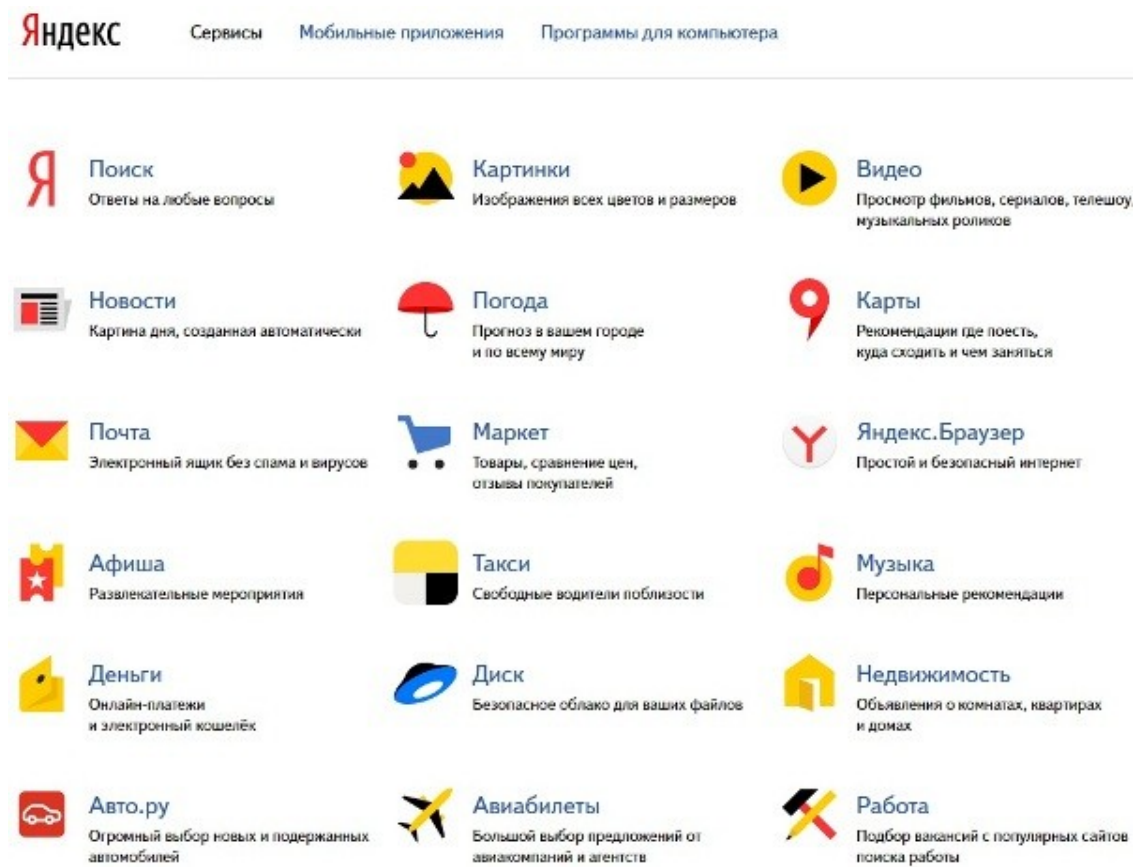 Яндекс Сервисы Мобильные приложения Программы для компьютера
Я Поиск
Ответы на любые вопросы
Картинки
Изображения всех цветов и размеров
Видео
Просмотр фильмов, сериалов, телешоу,
музыкальных роликов
Новости
Картина дня, созданная автоматически
Погода
Прогноз в вашем городе
и по всему миру
Карты
Рекомендации где поесть,
куда сходить и чем заняться
Почта
Электронный ящик без спама и вирусов
Маркет
Товары, сравнение цен,
отзывы покупателей
Y Яндекс.Браузер
Простой и безопасный интернет
Афиша
Развлекательные мероприятия
Такси
Свободные водители поблизости
Музыка
Персональные рекомендации
Деньги
Онлайн-платежи
и электронный кошелёк
Диск
Безопасное облако для ваших файлов
Недвижимость
Объявления о комнатах, квартирах
и домах
Авто.ру
Огромный выбор новых и подержанных
автомобилей
Авиабилеты
Большой выбор предложений от
авиакомпаний и агентств
Работа
Подбор вакансий с популярных сайтов
поиска работы